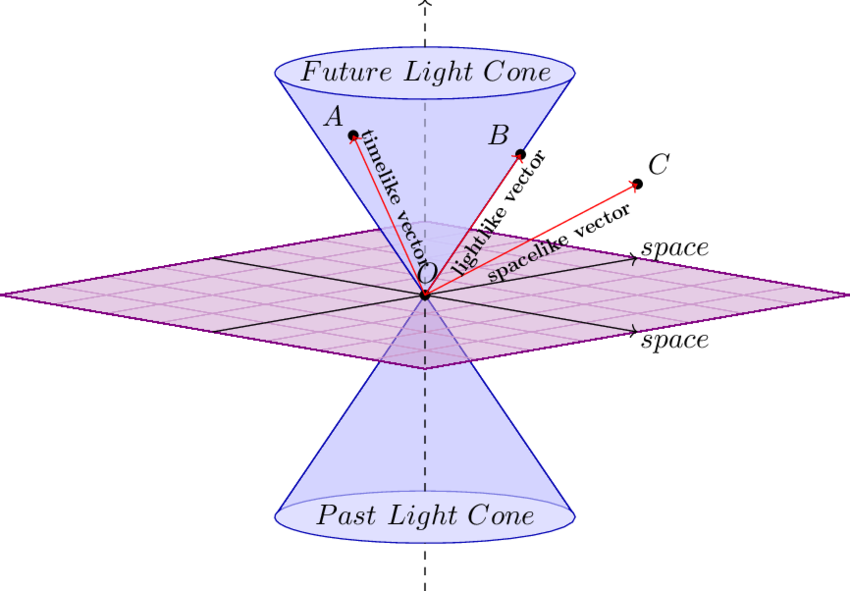 Future Light Cone
A
B
C
timelike vector
lightlike vector
spacelike vector
space
O
space
Past Light Cone